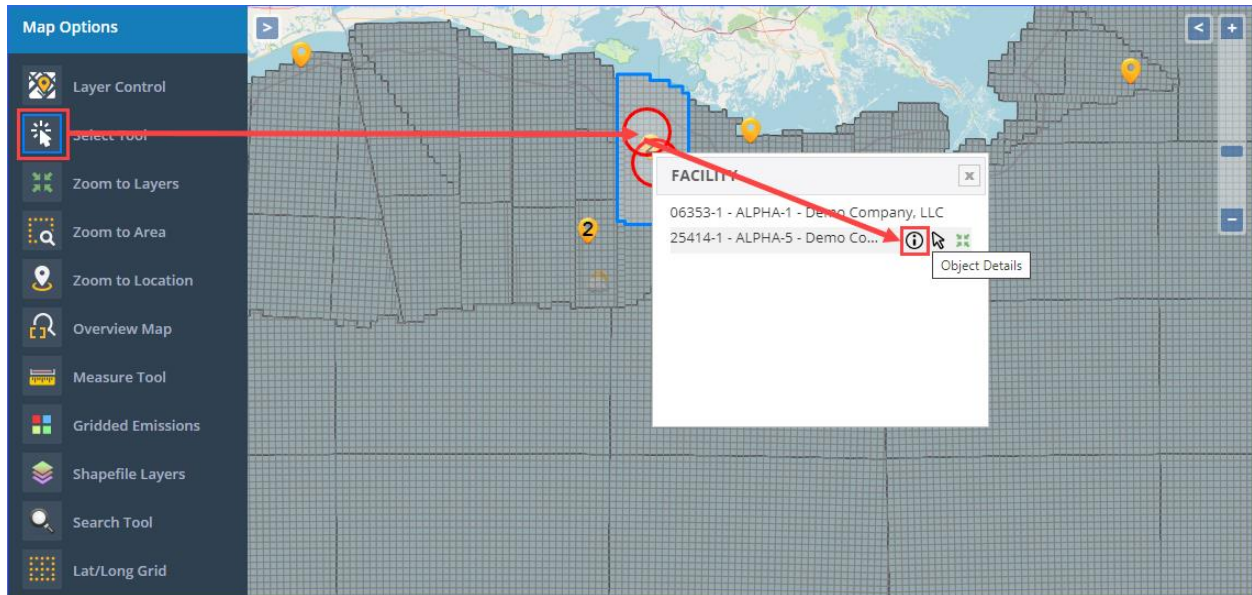 Map Options
>
<
+
Layer Control
Select Tool
Zoom to Layers
FACILITY
x
06353-1 - ALPHA-1 - Demo Company, LLC
−
Zoom to Area
2
25414-1 - ALPHA-5 - Demo Co...
Object Details
Zoom to Location
Overview Map
Measure Tool
Gridded Emissions
Shapefile Layers
Search Tool
Lat/Long Grid